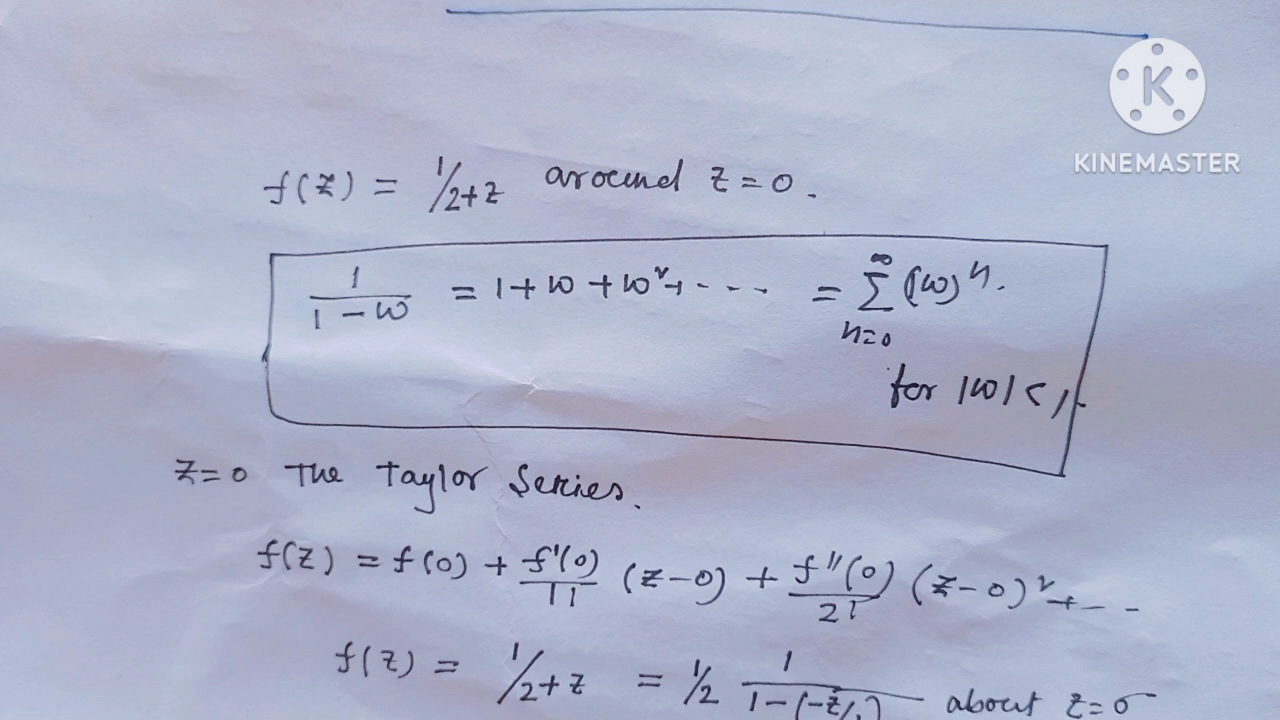 K
KINEMASTER
f(z) = 1/2+z around z=0.
1/1-w = 1+w+w²+---- = ∞∑n=0 (w)ⁿ.
for |w|<1.
z=0 The Taylor Series.
f(z) = f(0) + f'(0)/1! (z-0) + f''(0)/2! (z-0)²+---
f(z) = 1/2+z = 1/2 1/1-(-z/2) about z=0